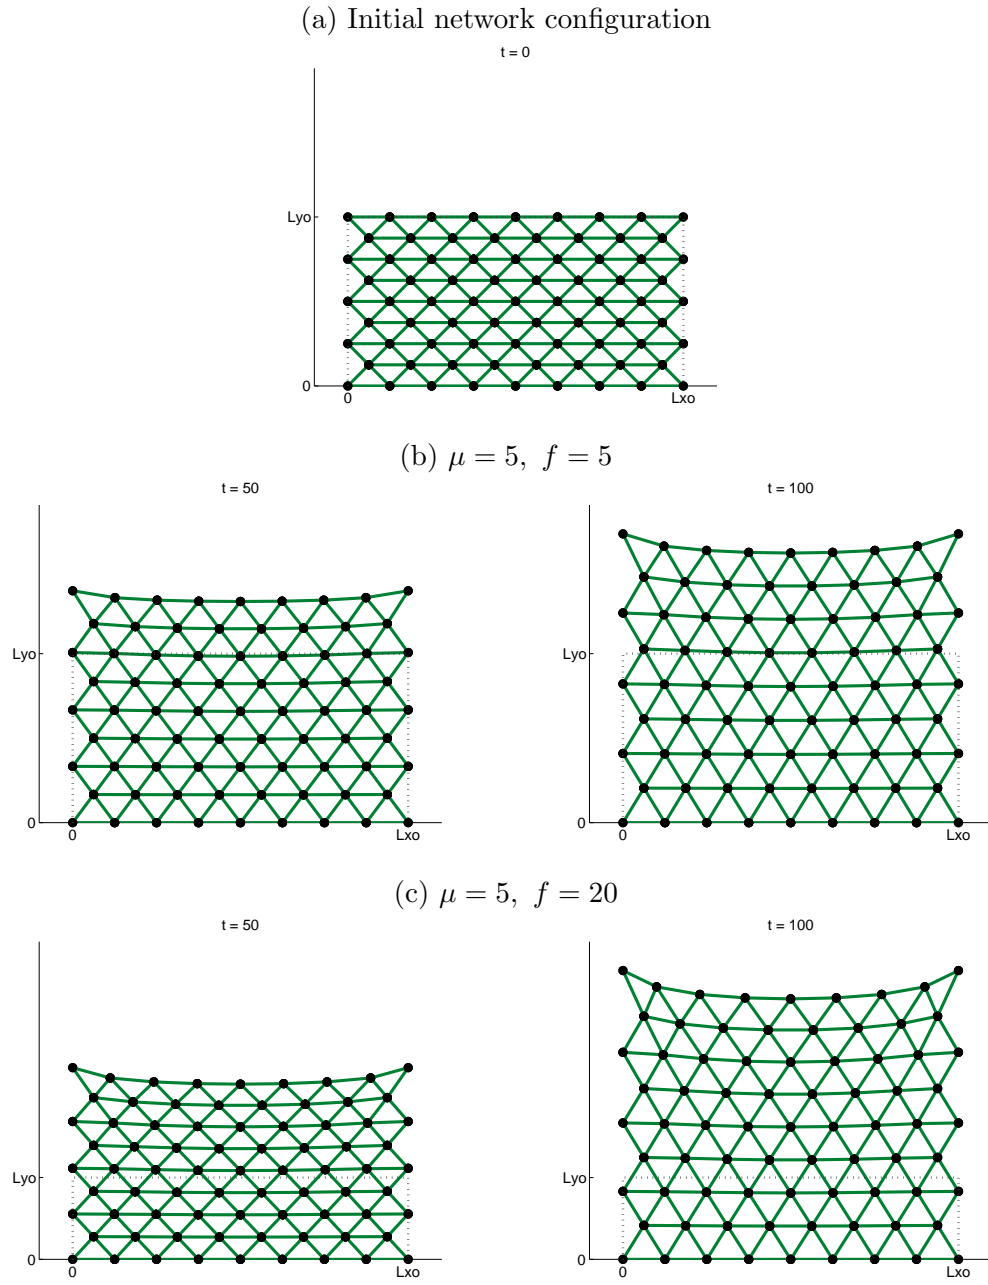 (a) Initial network configuration
t = 0
Lyo
0
0 Lxo
(b) μ = 5, f = 5
t = 50 t = 100
Lyo Lyo
0 0
0 Lxo 0 Lxo
(c) μ = 5, f = 20
t = 50 t = 100
Lyo Lyo
0 0
0 Lxo 0 Lxo